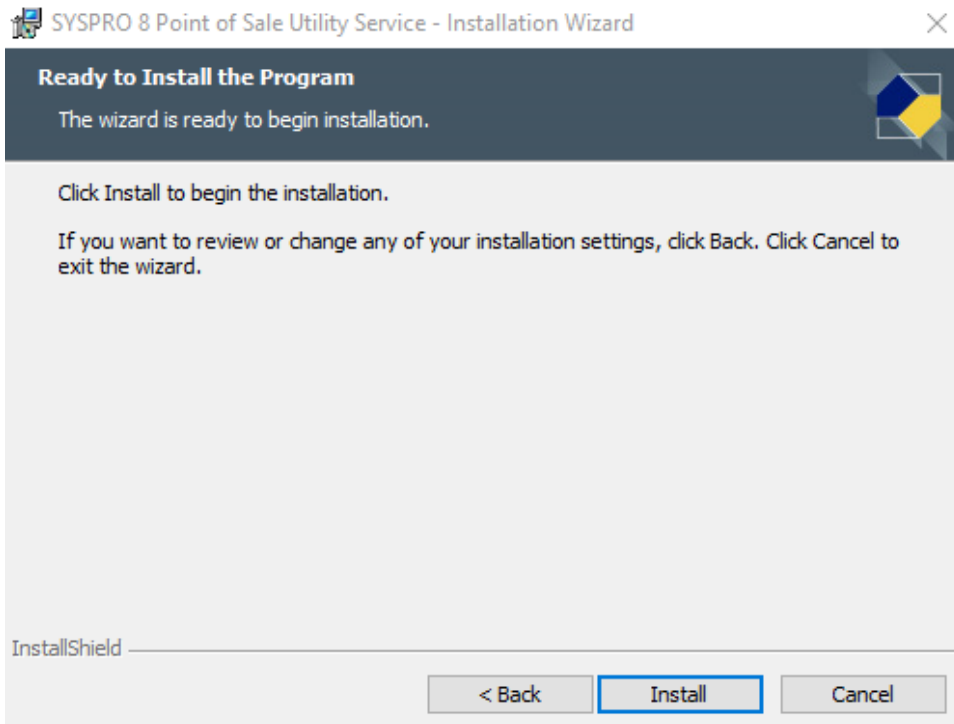 SYSPRO 8 Point of Sale Utility Service - Installation Wizard
Ready to Install the Program
The wizard is ready to begin installation.
Click Install to begin the installation.
If you want to review or change any of your installation settings, click Back. Click Cancel to
exit the wizard.
InstallShield
< Back
Install
Cancel